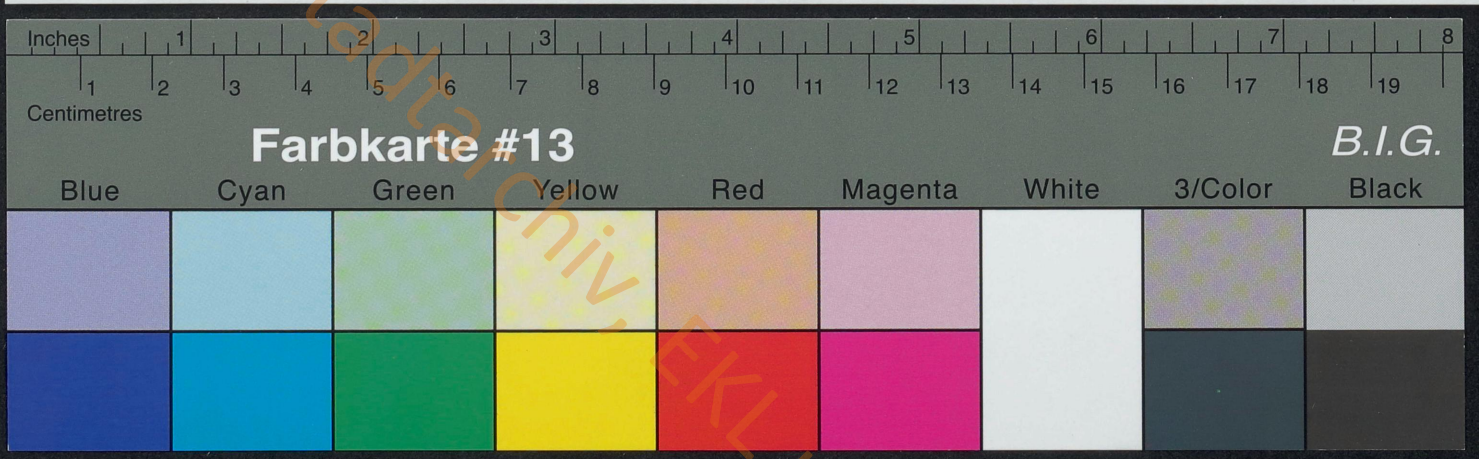 Inches 1 2 3 4 5 6 7 8
1 2 3 4 5 6 7 8 9 10 11 12 13 14 15 16 17 18 19
Centimetres
Farbkarte #13 B.I.G.
Blue Cyan Green Yellow Red Magenta White 3/Color Black
tadtarchiv, EKL